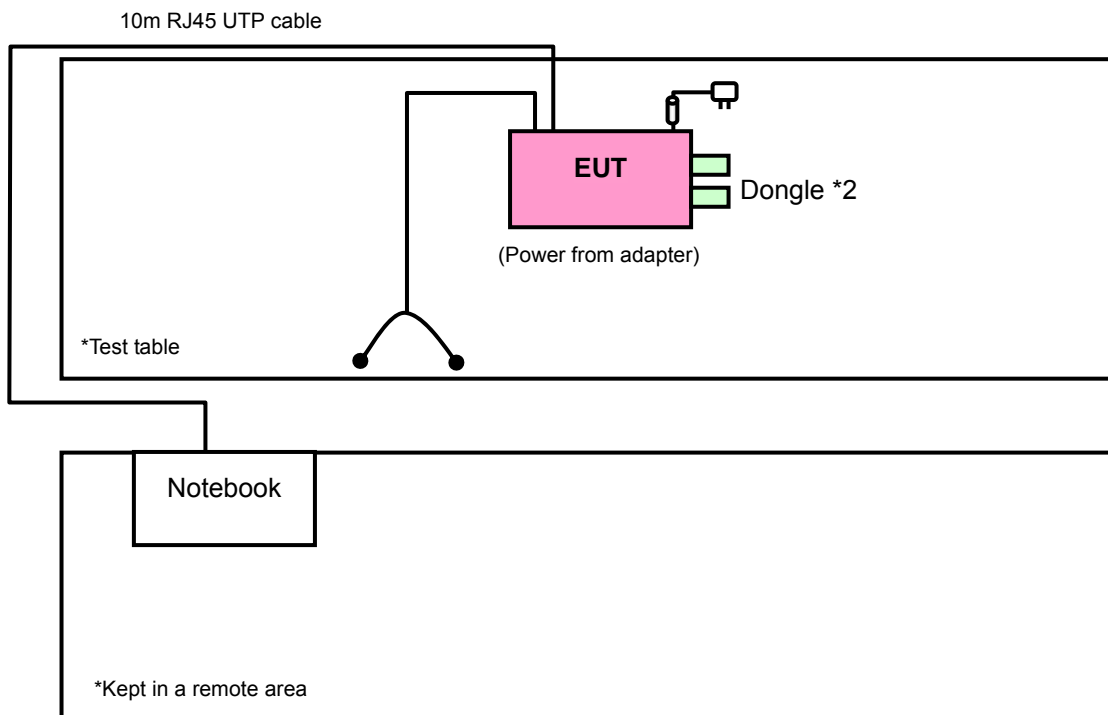 10m RJ45 UTP cable
EUT
Dongle *2
(Power from adapter)
*Test table
Notebook
*Kept in a remote area